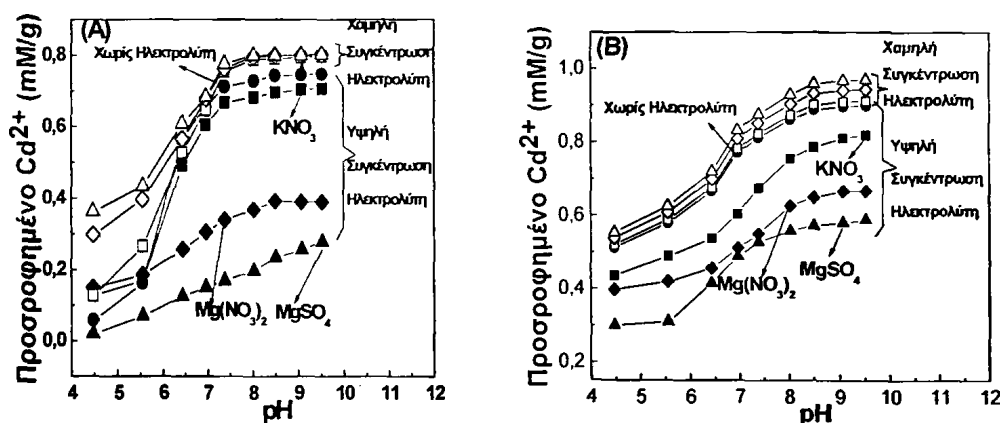 (A)
Προσροφημένο Cd2+ (mM/g)
0,8
0,6
0,4
0,2
0,0
Χωρίς Ηλεκτρολύτη
Χαμηλή
Συγκέντρωση
Ηλεκτρολύτη
Υψηλή
Συγκέντρωση
Ηλεκτρολύτη
KNO3
Mg(NO3)2
MgSO4
4 5 6 7 8 9 10 11 12
pH
(B)
Προσροφημένο Cd2+ (mM/g)
1,0
0,8
0,6
0,4
0,2
Χωρίς Ηλεκτρολύτη
Χαμηλή
Συγκέντρωση
Ηλεκτρολύτη
Υψηλή
Συγκέντρωση
Ηλεκτρολύτη
KNO3
Mg(NO3)2
MgSO4
4 5 6 7 8 9 10 11 12
pH